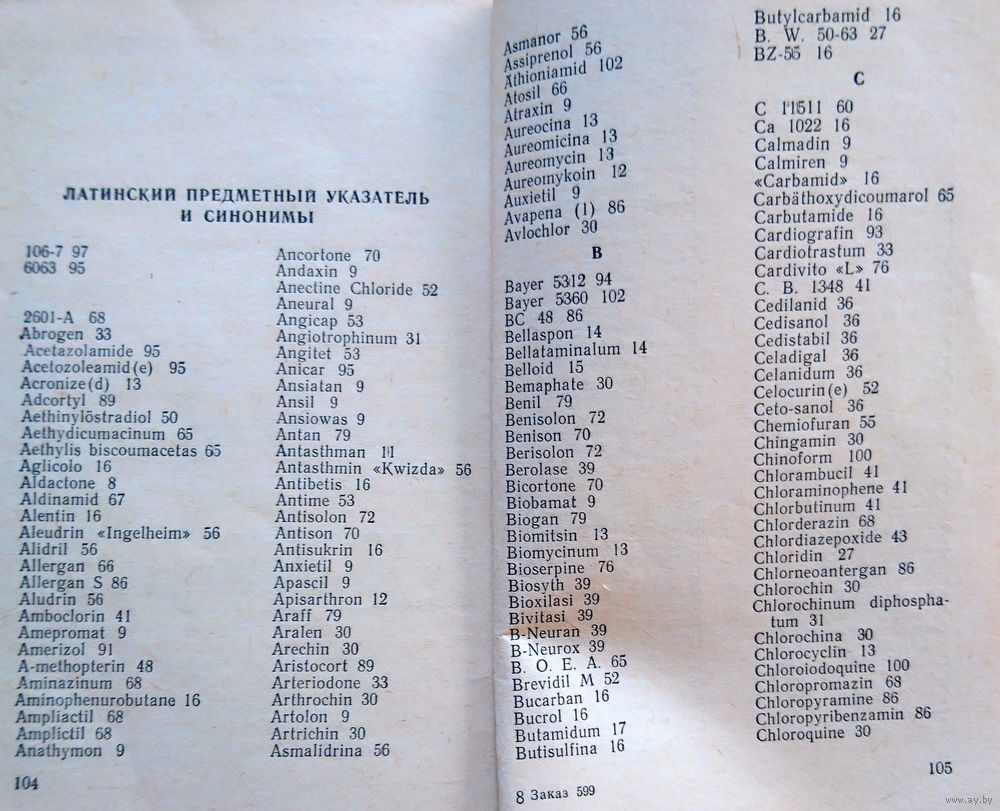 ЛАТИНСКИЙ ПРЕДМЕТНЫЙ УКАЗАТЕЛЬ
И СИНОНИМЫ
106-7 97
6063 95
2601-A 68
Abrogen 33
Acetazolamide 95
Acetozoleamid(e) 95
Acronize(d) 13
Adcortyl 89
Aethinylöstradiol 50
Aethydicumacinum 65
Aethylis biscoumacetas 65
Aglicolo 16
Aldactone 8
Aldinamid 67
Alentin 16
Aleudrin «Ingelheim» 56
Alidril 56
Allergan 66
Allergan S 86
Aludrin 56
Amboclorin 41
Amepromat 9
Amerizol 91
A-methopterin 48
Aminazinum 68
Aminophenurobutane 16
Ampliactil 68
Amplictil 68
Anathymon 9
104
Ancortone 70
Andaxin 9
Anectine Chloride 52
Aneural 9
Angicap 53
Angiotrophinum 31
Angitet 53
Anicar 95
Ansiatan 9
Ansil 9
Ansiowas 9
Antan 79
Antasthman 11
Antasthmin «Kwizda» 56
Antibetis 16
Antime 53
Antisolon 72
Antison 70
Antisukrin 16
Anxietil 9
Apascil 9
Apisarthron 12
Araff 79
Aralen 30
Arechin 30
Aristocort 89
Arteriodone 33
Arthrochin 30
Artolon 9
Artrichin 30
Asmalidrina 56
Asmanor 56
Assiprenol 56
Athioniamid 102
Atosil 66
Atraxin 9
Aureocina 13
Aureomicina 13
Aureomycin 13
Aureomykoin 12
Auxietil 9
Avapena (I) 86
Avlochlor 30
B
Bayer 5312 94
Bayer 5360 102
BC 48 86
Bellaspon 14
Bellataminalum 14
Belloid 15
Bemaphate 30
Benil 79
Benisolon 72
Benison 70
Berisolon 72
Berolase 39
Bicortone 70
Biobamat 9
Biogan 79
Biomitsin 13
Biomycinum 13
Bioserpine 76
Biosyth 39
Bioxilasi 39
Bivitasi 39
B-Neuran 39
B-Neurox 39
B. O. E. A. 65
Brevidil M 52
Bucarban 16
Bucrol 16
Butamidum 17
Butisulfina 16
8 Заказ 599
Butylcarbamid 16
B. W. 50-63 27
BZ-55 16
C
C 11511 60
Ca 1022 16
Calmadin 9
Calmiren 9
«Carbamid» 16
Carbäthoxydicoumarol 65
Carbutamide 16
Cardiografin 93
Cardiotrastum 33
Cardivito «L» 76
C. B. 1348 41
Cedilanid 36
Cedisanol 36
Cedistabil 36
Celadigal 36
Celanidum 36
Celocurin(e) 52
Ceto-sanol 36
Chemiofuran 55
Chingamin 30
Chinoform 100
Chlorambucil 41
Chloraminophene 41
Chlorbutinum 41
Chlorderazin 68
Chlordiazepoxide 43
Chloridin 27
Chlorneoantergan 86
Chlorochin 30
Chlorochinum diphospha-
tum 31
Chlorochina 30
Chlorocyclin 13
Chloroiodoquine 100
Chloropromazin 68
Chloropyramine 86
Chloropyribenzamin 86
Chloroquine 30
105
www.ay.by